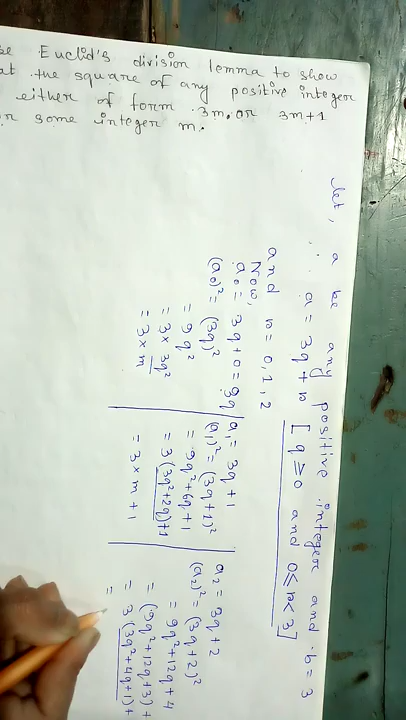 Euclid's division lemma to show
the square of any positive integer
either of form 3m or 3m+1
some integer m.
Let, a be any positive integer and b = 3
∴ a = 3q + r [ q ≥ 0 and 0 ≤ r < 3 ]
and r = 0, 1, 2
Now,
a₀ = 3q + 0 = 3q
(a₀)² = (3q)²
= 9q²
= 3 × 3q²
= 3 × m
a₁ = 3q + 1
(a₁)² = (3q+1)²
= 9q² + 6q + 1
= 3(3q²+2q)+1
= 3 × m + 1
a₂ = 3q + 2
(a₂)² = (3q+2)²
= 9q² + 12q + 4
= (9q²+12q+3)+
= 3(3q²+4q+1)+
=